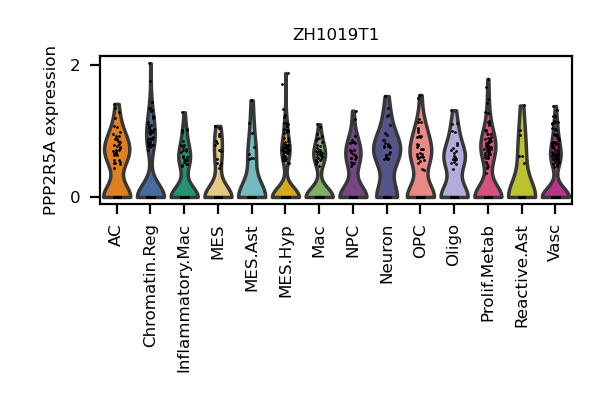 ZH1019T1
PPP2R5A expression
2
0
AC
Chromatin.Reg
Inflammatory.Mac
MES
MES.Ast
MES.Hyp
Mac
NPC
Neuron
OPC
Oligo
Prolif.Metab
Reactive.Ast
Vasc